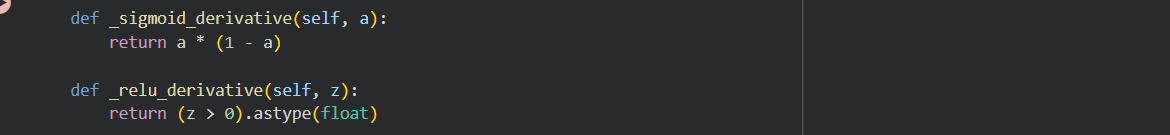 def _sigmoid_derivative(self, a):
    return a * (1 - a)
def _relu_derivative(self, z):
    return (z > 0).astype(float)